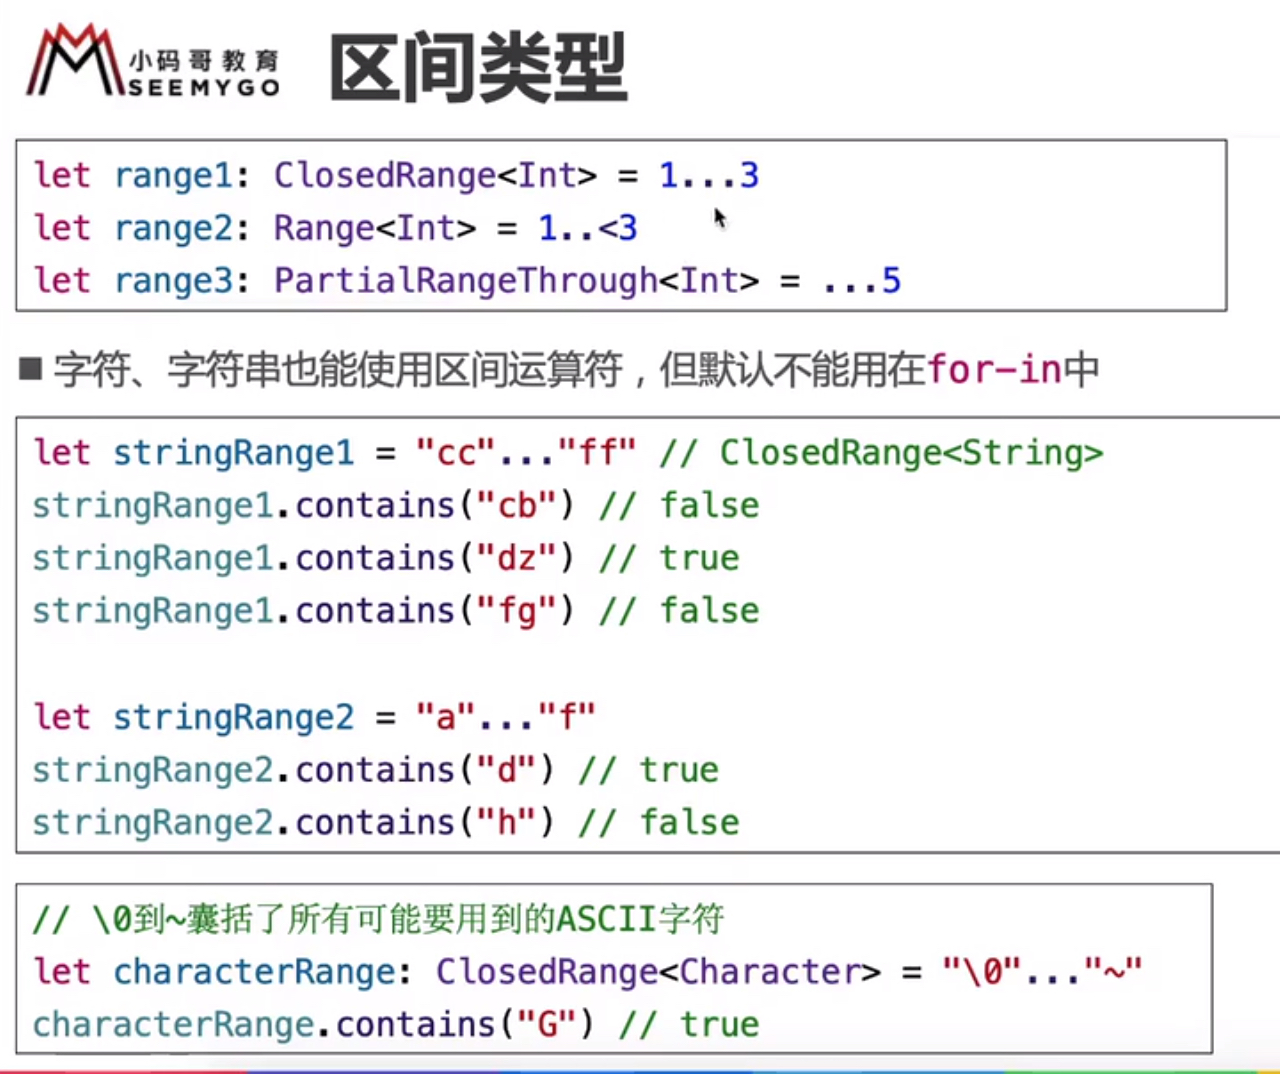 小码哥教育
SEEMYGO
区间类型
let range1: ClosedRange<Int> = 1...3
let range2: Range<Int> = 1..<3
let range3: PartialRangeThrough<Int> = ...5
■ 字符、字符串也能使用区间运算符，但默认不能用在for-in中
let stringRange1 = "cc"..."ff" // ClosedRange<String>
stringRange1.contains("cb") // false
stringRange1.contains("dz") // true
stringRange1.contains("fg") // false
let stringRange2 = "a"..."f"
stringRange2.contains("d") // true
stringRange2.contains("h") // false
// \0到~囊括了所有可能要用到的ASCII字符
let characterRange: ClosedRange<Character> = "\0"..."~"
characterRange.contains("G") // true